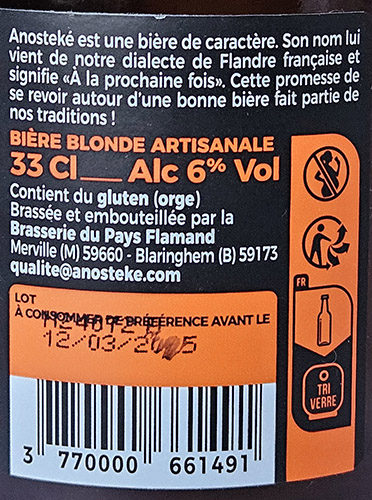 Anosteké est une bière de caractère. Son nom lui
vient de notre dialecte de Flandre française et
signifie «À la prochaine fois». Cette promesse de
se revoir autour d'une bonne bière fait partie de
nos traditions !
BIÈRE BLONDE ARTISANALE
33 Cl___Alc 6% Vol
Contient du gluten (orge)
Brassée et embouteillée par la
Brasserie du Pays Flamand
Merville (M) 59660 - Blaringhem (B) 59173
qualite@anosteke.com
FR
LOT
À CONSOMMER DE PRÉFÉRENCE AVANT LE
12/03/
TRI
VERRE
3 770000 661491